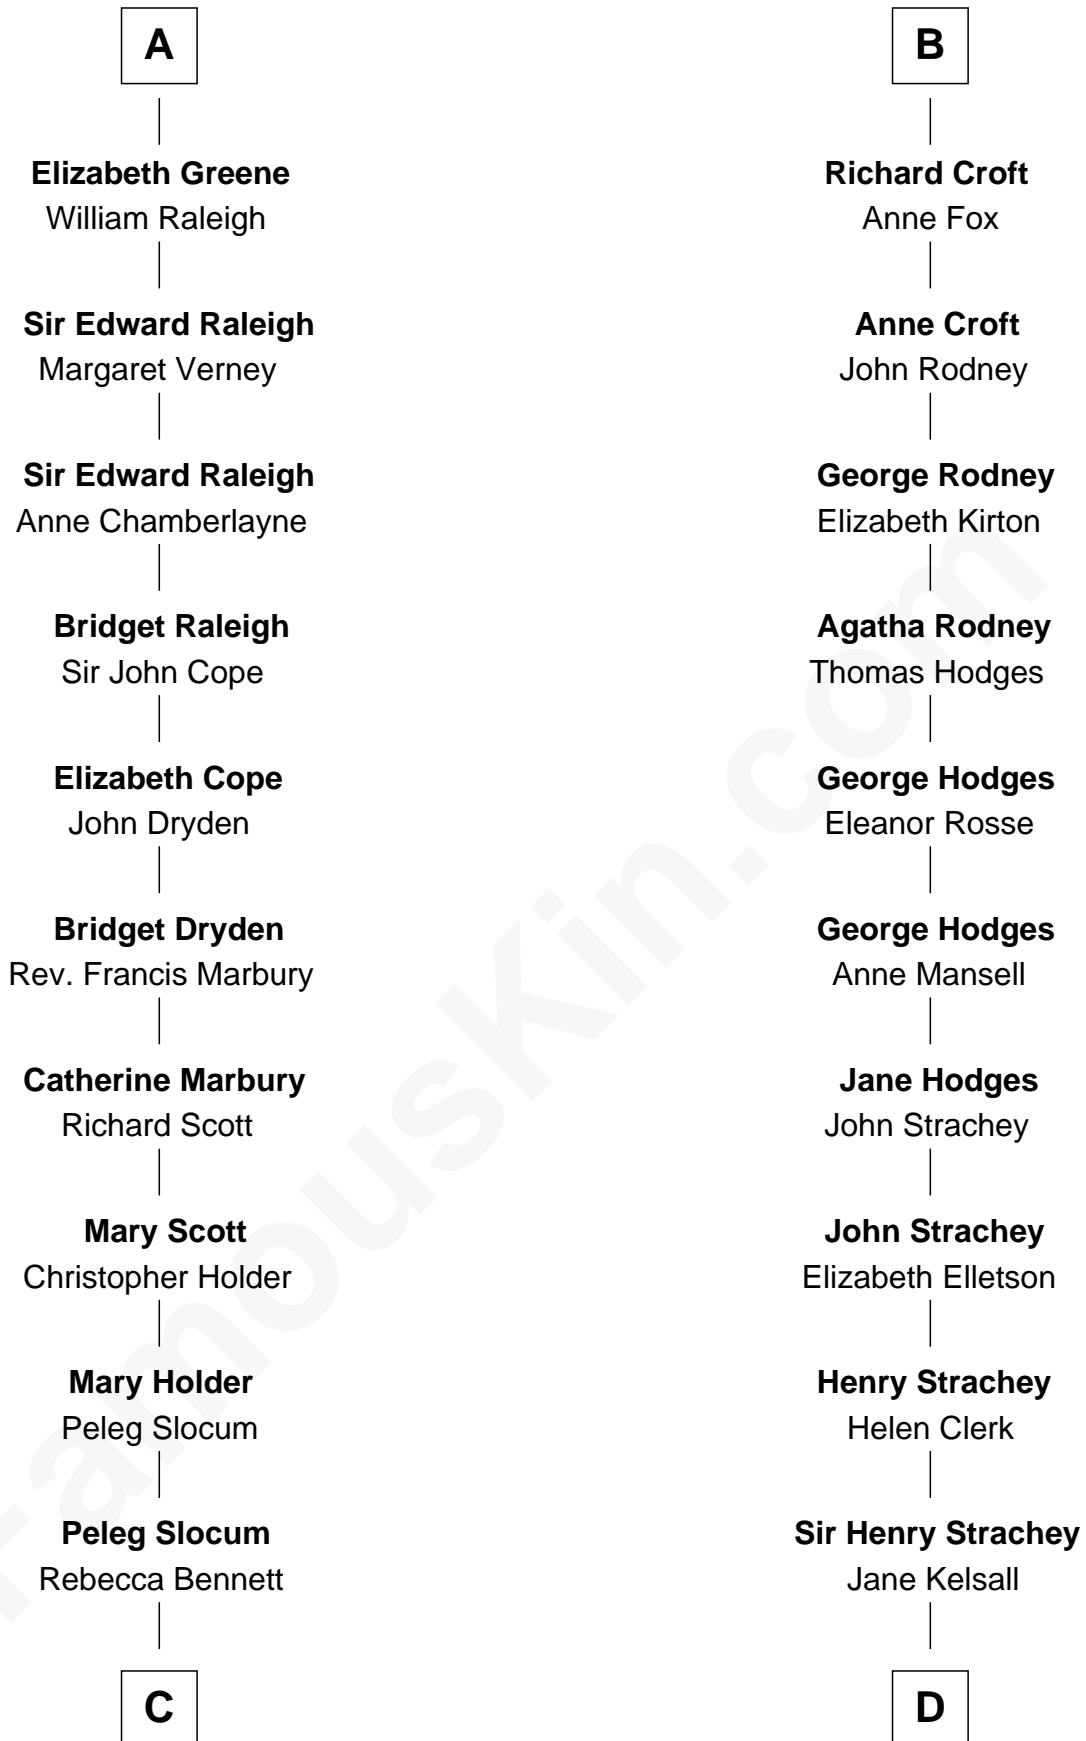 A
Elizabeth Greene
William Raleigh
Sir Edward Raleigh
Margaret Verney
Sir Edward Raleigh
Anne Chamberlayne
Bridget Raleigh
Sir John Cope
Elizabeth Cope
John Dryden
Bridget Dryden
Rev. Francis Marbury
Catherine Marbury
Richard Scott
Mary Scott
Christopher Holder
Mary Holder
Peleg Slocum
Peleg Slocum
Rebecca Bennett
C
B
Richard Croft
Anne Fox
Anne Croft
John Rodney
George Rodney
Elizabeth Kirton
Agatha Rodney
Thomas Hodges
George Hodges
Eleanor Rosse
George Hodges
Anne Mansell
Jane Hodges
John Strachey
John Strachey
Elizabeth Elletson
Henry Strachey
Helen Clerk
Sir Henry Strachey
Jane Kelsall
D
FamousKin.com